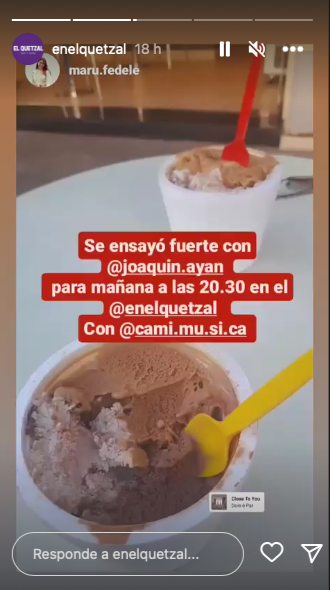 EL QUETZAL
enelquetzal 18 h
maru.fedele
Se ensayó fuerte con
@joaquin.ayan
para mañana a las 20.30 en el
@enelquetzal
Con @cami.mu.si.ca
Close To You
Responde a enelquetzal...